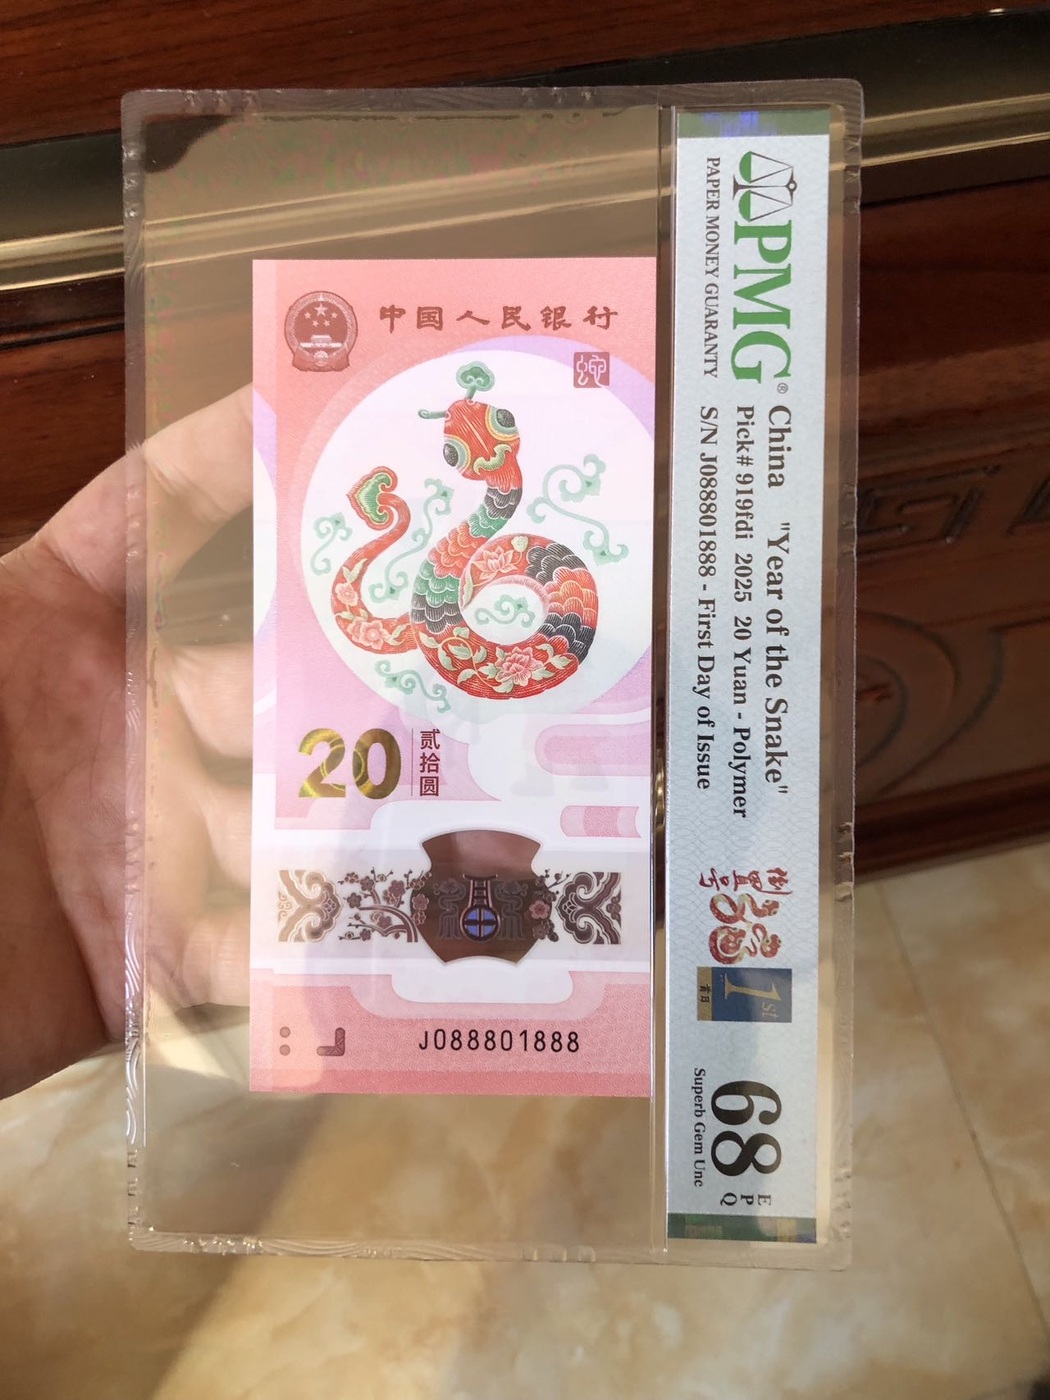 中国人民银行
蛇
20
贰拾圆
J088801888
PMG®
PAPER MONEY GUARANTY
China "Year of the Snake"
Pick# 919fdi 2025 20 Yuan - Polymer
S/N J088801888 - First Day of Issue
1st
首日
68
EPQ
Superb Gem Unc